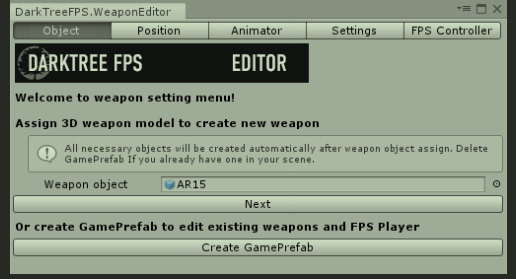 DarkTreeFPS.WeaponEditor
Object Position Animator Settings FPS Controller
DARKTREE FPS EDITOR
Welcome to weapon setting menu!
Assign 3D weapon model to create new weapon
All necessary objects will be created automatically after weapon object assign. Delete
GamePrefab If you already have one in your scene.
Weapon object AR15
Next
Or create GamePrefab to edit existing weapons and FPS Player
Create GamePrefab